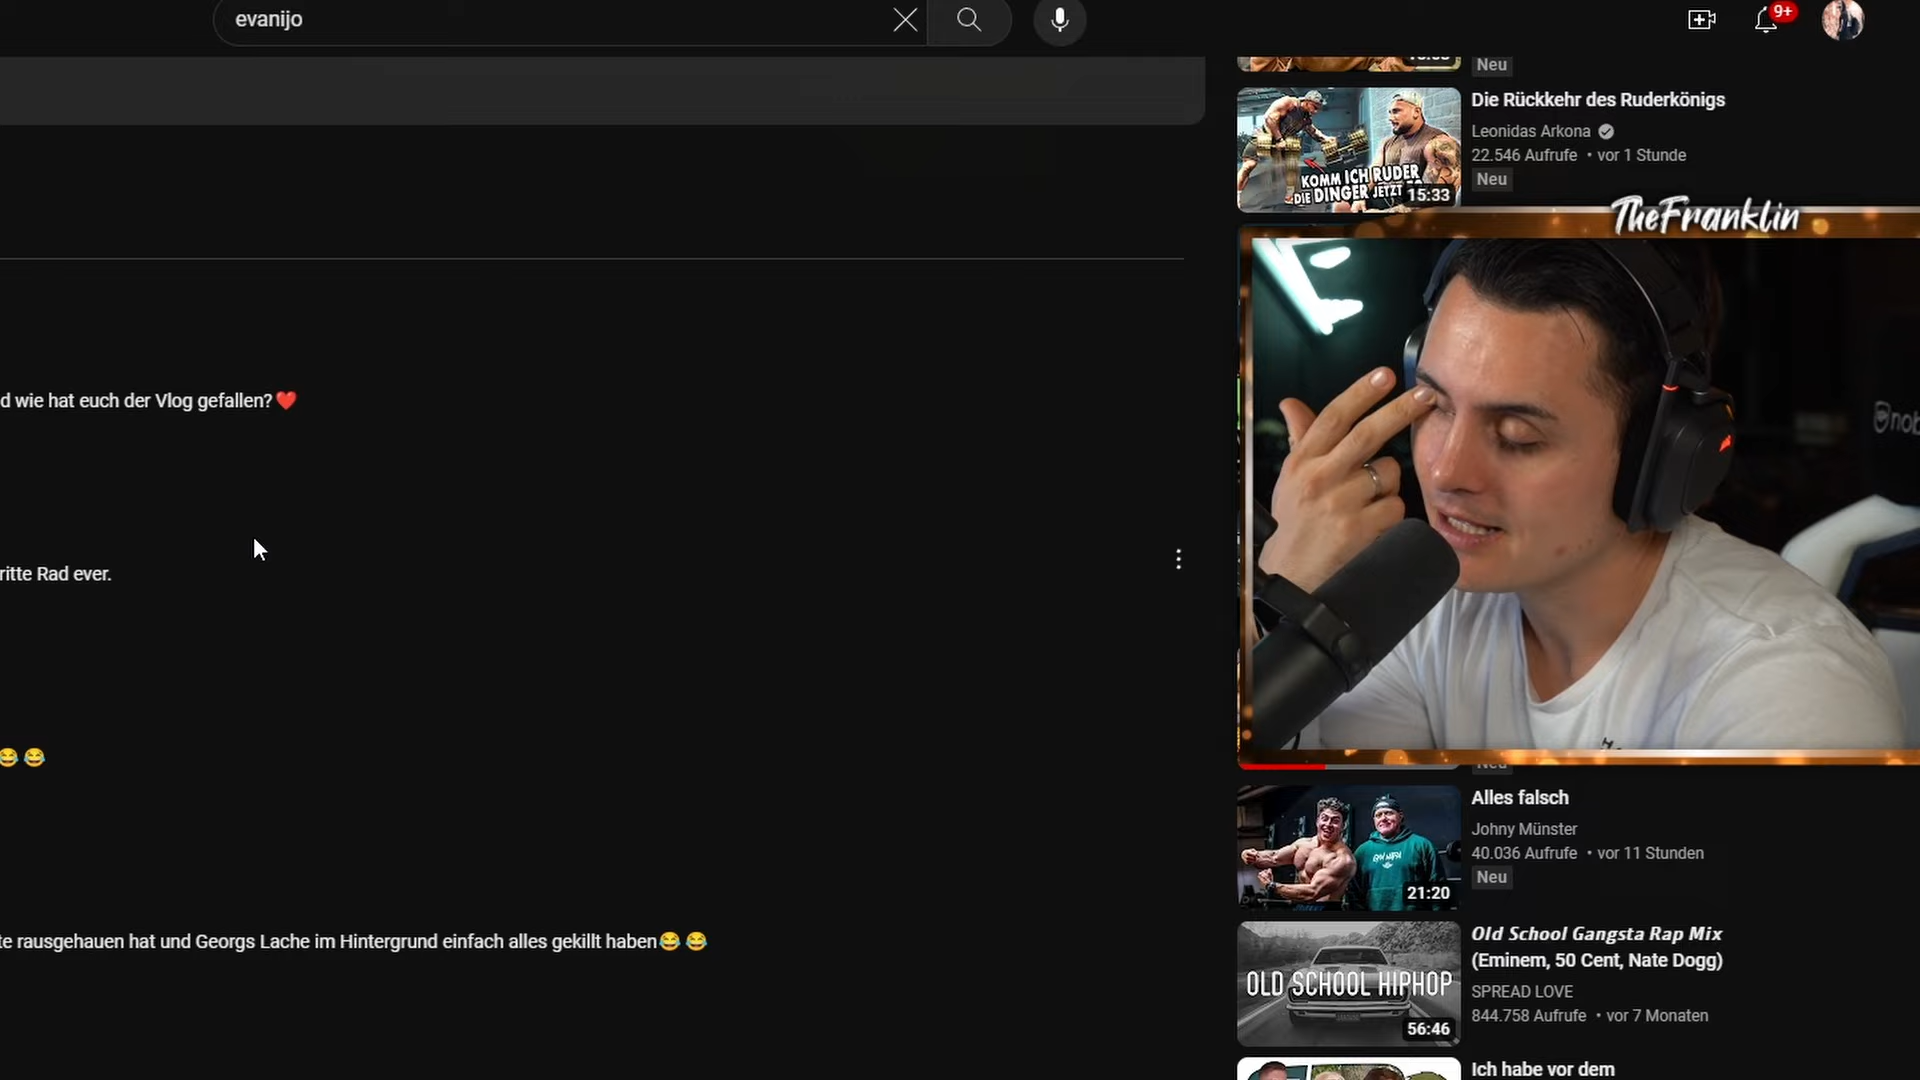 evanijo
9+
Neu
Die Rückkehr des Ruderkönigs
Leonidas Arkona
22.546 Aufrufe • vor 1 Stunde
Neu
KOMM ICH RUDER
DIE DINGER JETZT
15:33
TheFranklin
d wie hat euch der Vlog gefallen?❤️
ritte Rad ever.
😂 😂
te rausgehauen hat und Georgs Lache im Hintergrund einfach alles gekillt haben😂 😂
Alles falsch
Johny Münster
40.036 Aufrufe • vor 11 Stunden
Neu
21:20
Old School Gangsta Rap Mix
(Eminem, 50 Cent, Nate Dogg)
SPREAD LOVE
844.758 Aufrufe • vor 7 Monaten
OLD SCHOOL HIPHOP
56:46
Ich habe vor dem